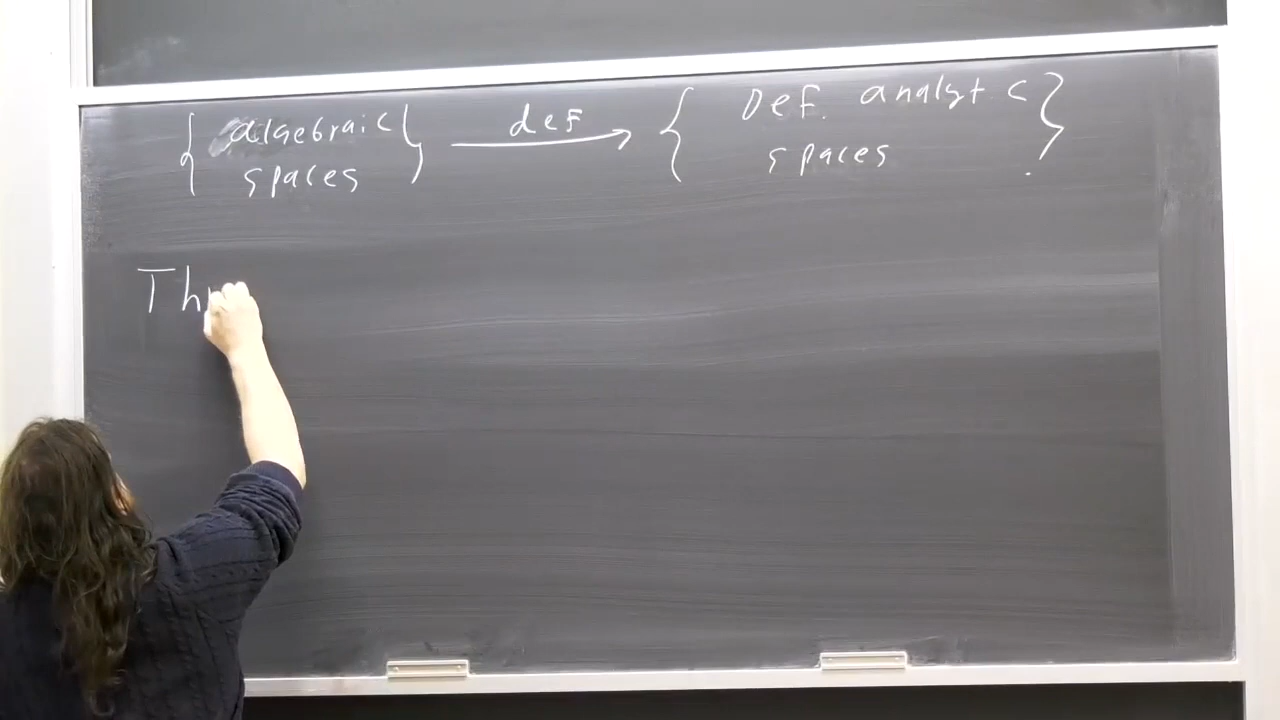 { algebraic spaces } def → { Def. analytic spaces }
Th